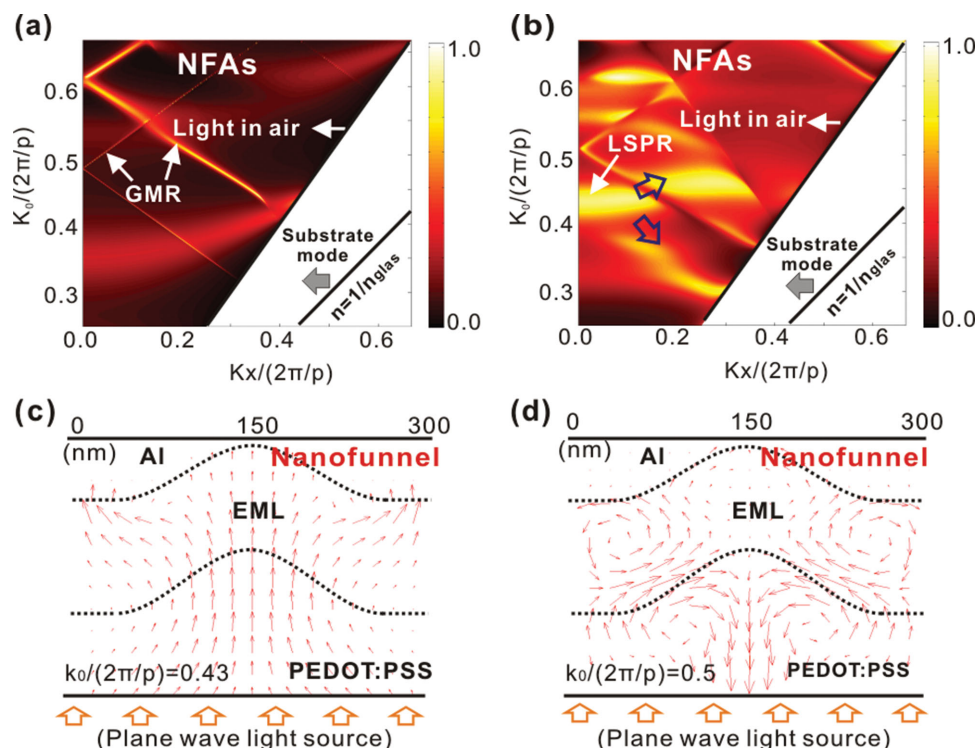 (a)
NFAs
1.0
0.6
Light in air
0.5
GMR
0.4
Substrate
mode
0.3
n=1/nglas
0.0
0.0 0.2 0.4 0.6
K₀/(2π/p)
Kx/(2π/p)
(b)
NFAs
1.0
0.6
Light in air
LSPR
0.5
0.4
Substrate
mode
0.3
n=1/nglas
0.0
0.0 0.2 0.4 0.6
K₀/(2π/p)
Kx/(2π/p)
(c)
0 150 300
(nm) Al Nanofunnel
EML
k₀/(2π/p)=0.43 PEDOT:PSS
(Plane wave light source)
(d)
0 150 300
(nm) Al Nanofunnel
EML
k₀/(2π/p)=0.5 PEDOT:PSS
(Plane wave light source)